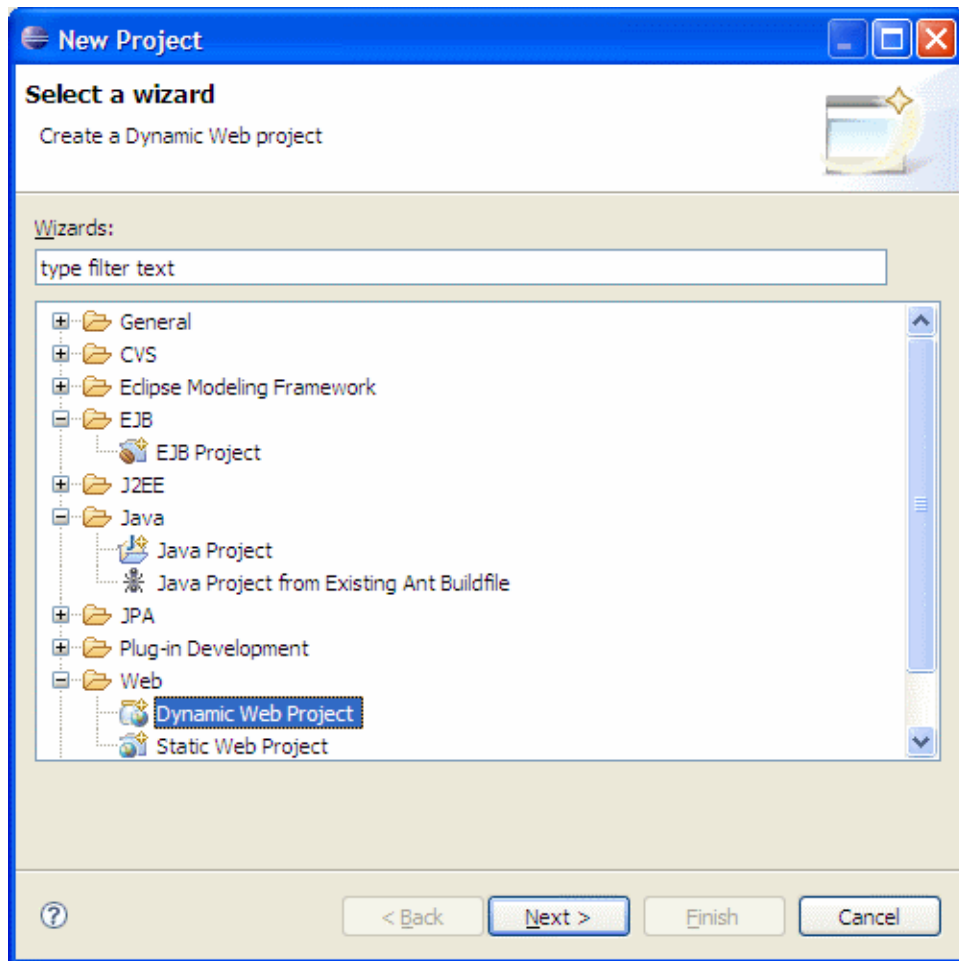 New Project
Select a wizard
Create a Dynamic Web project
Wizards:
type filter text
General
CVS
Eclipse Modeling Framework
EJB
EJB Project
J2EE
Java
Java Project
Java Project from Existing Ant Buildfile
JPA
Plug-in Development
Web
Dynamic Web Project
Static Web Project
? < Back Next > Finish Cancel